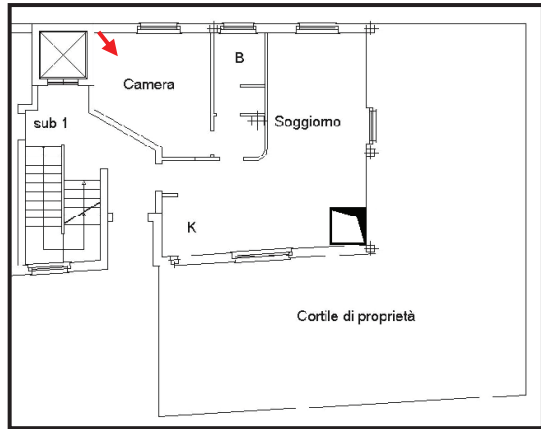 B
Camera
Soggiorno
sub 1
K
Cortile di proprietà